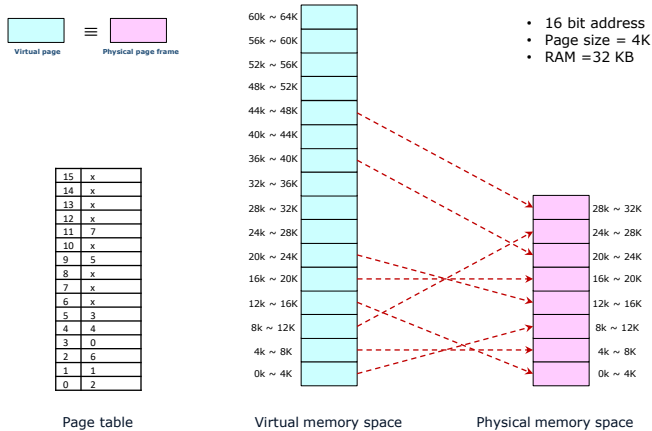 Virtual page
≡
Physical page frame
• 16 bit address
• Page size = 4K
• RAM =32 KB
60k ~ 64K
56k ~ 60K
52k ~ 56K
48k ~ 52K
44k ~ 48K
40k ~ 44K
36k ~ 40K
32k ~ 36K
28k ~ 32K
24k ~ 28K
20k ~ 24K
16k ~ 20K
12k ~ 16K
8k ~ 12K
4k ~ 8K
0k ~ 4K
15 x
14 x
13 x
12 x
11 7
10 x
9 5
8 x
7 x
6 x
5 3
4 4
3 0
2 6
1 1
0 2
28k ~ 32K
24k ~ 28K
20k ~ 24K
16k ~ 20K
12k ~ 16K
8k ~ 12K
4k ~ 8K
0k ~ 4K
Page table
Virtual memory space
Physical memory space